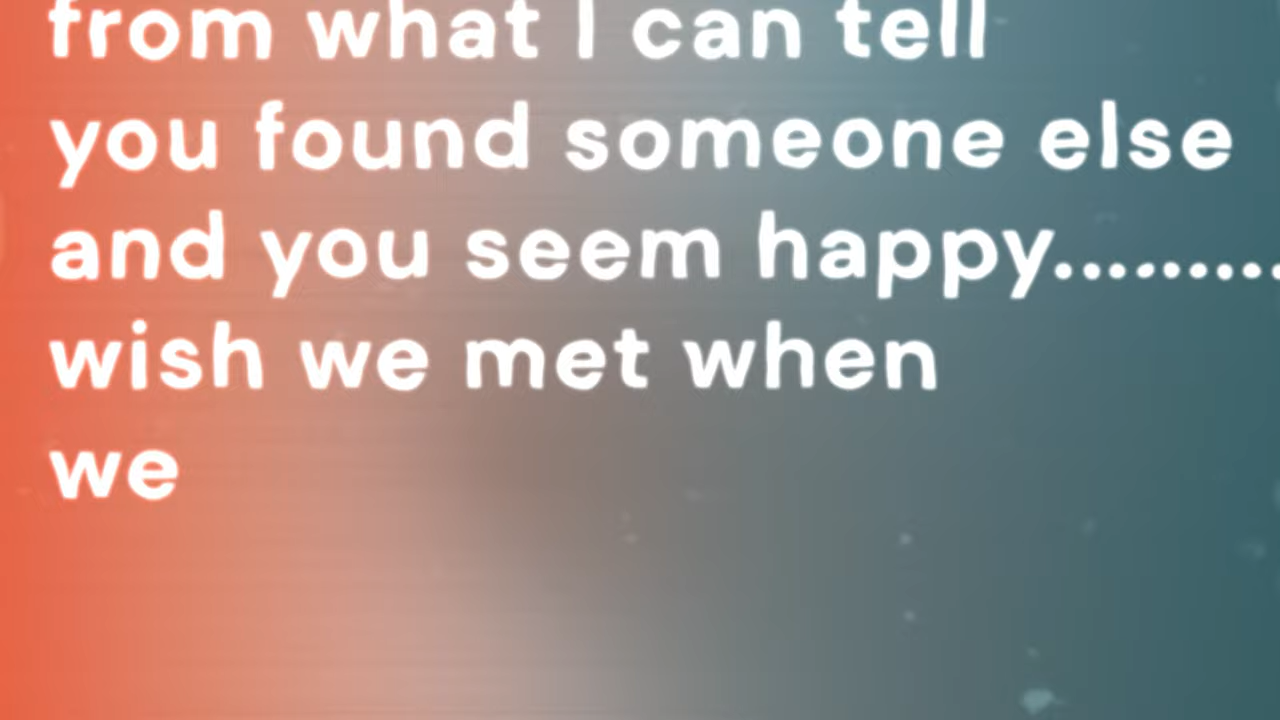 from what I can tell
you found someone else
and you seem happy.........
wish we met when
we